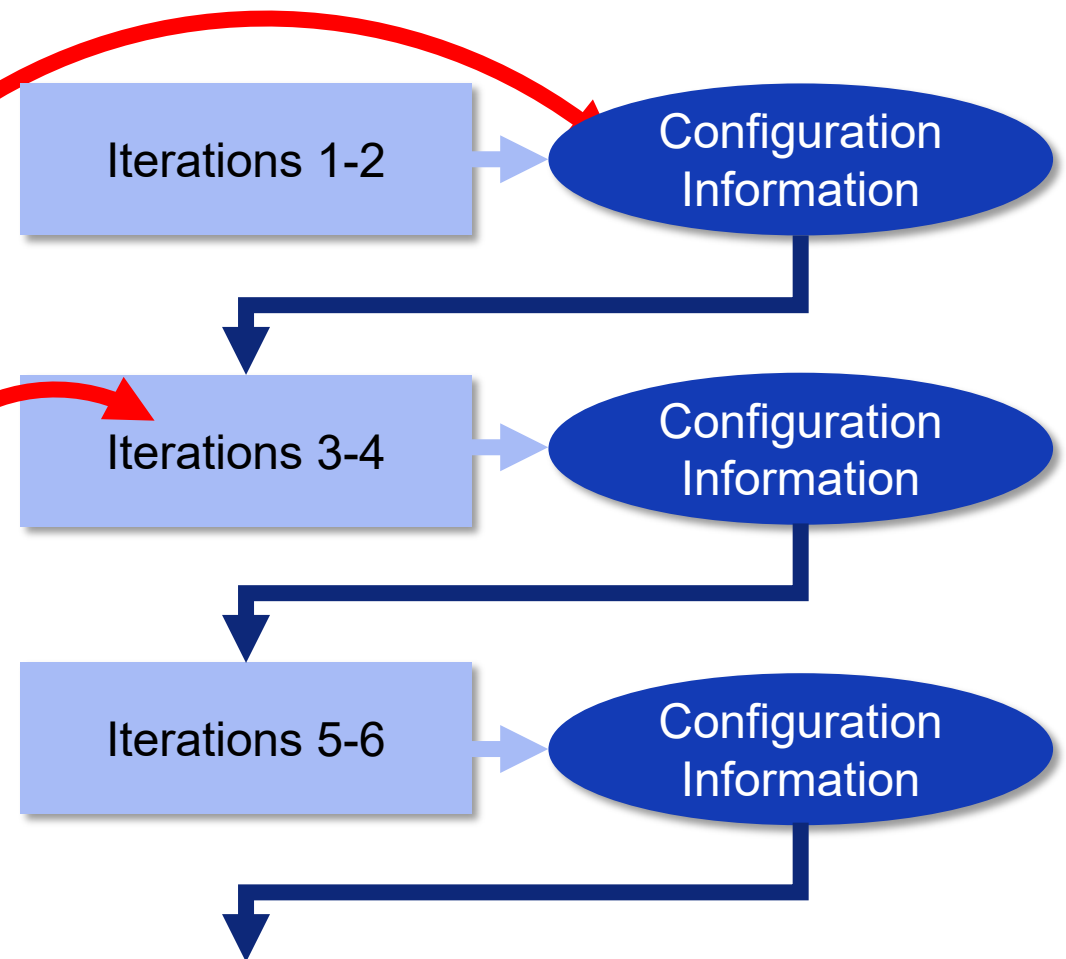 Iterations 1-2
Configuration
Information
Iterations 3-4
Configuration
Information
Iterations 5-6
Configuration
Information